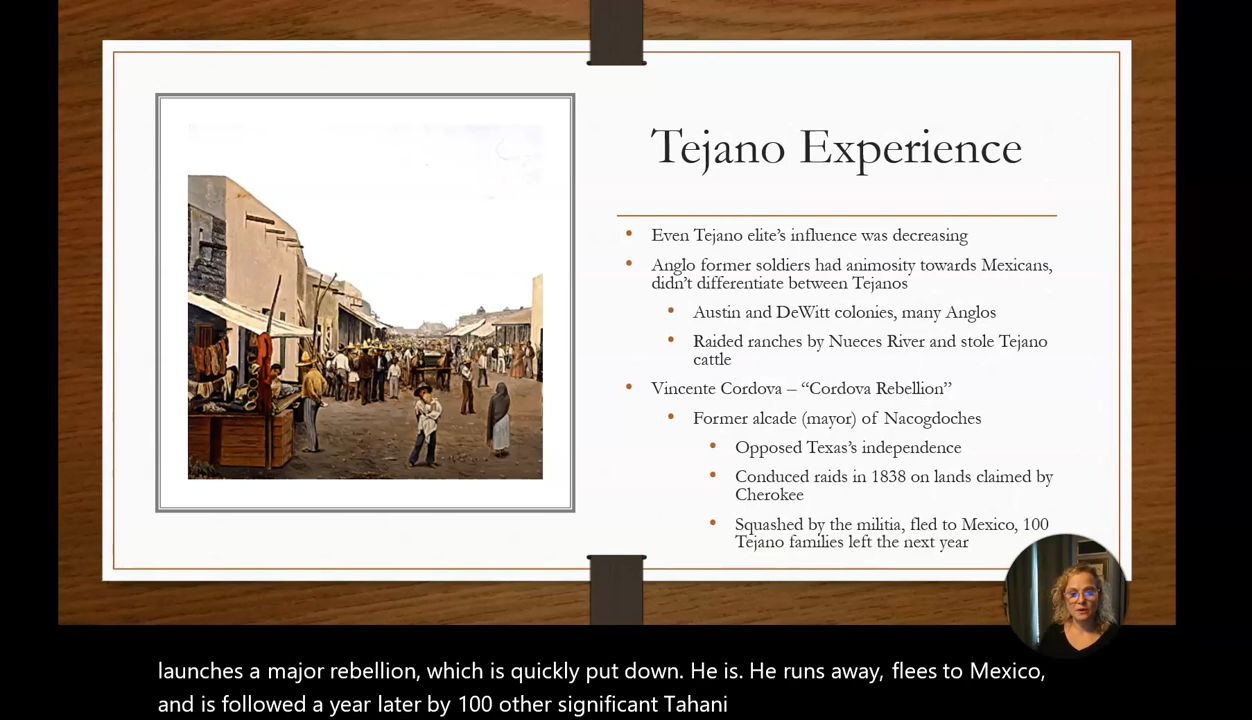 Tejano Experience
Even Tejano elite's influence was decreasing
Anglo former soldiers had animosity towards Mexicans,
didn't differentiate between Tejanos
Austin and DeWitt colonies, many Anglos
Raided ranches by Nueces River and stole Tejano
cattle
Vincente Cordova – “Cordova Rebellion”
Former alcade (mayor) of Nacogdoches
Opposed Texas's independence
Conduced raids in 1838 on lands claimed by
Cherokee
Squashed by the militia, fled to Mexico, 100
Tejano families left the next year
launches a major rebellion, which is quickly put down. He is. He runs away, flees to Mexico,
and is followed a year later by 100 other significant Tahani